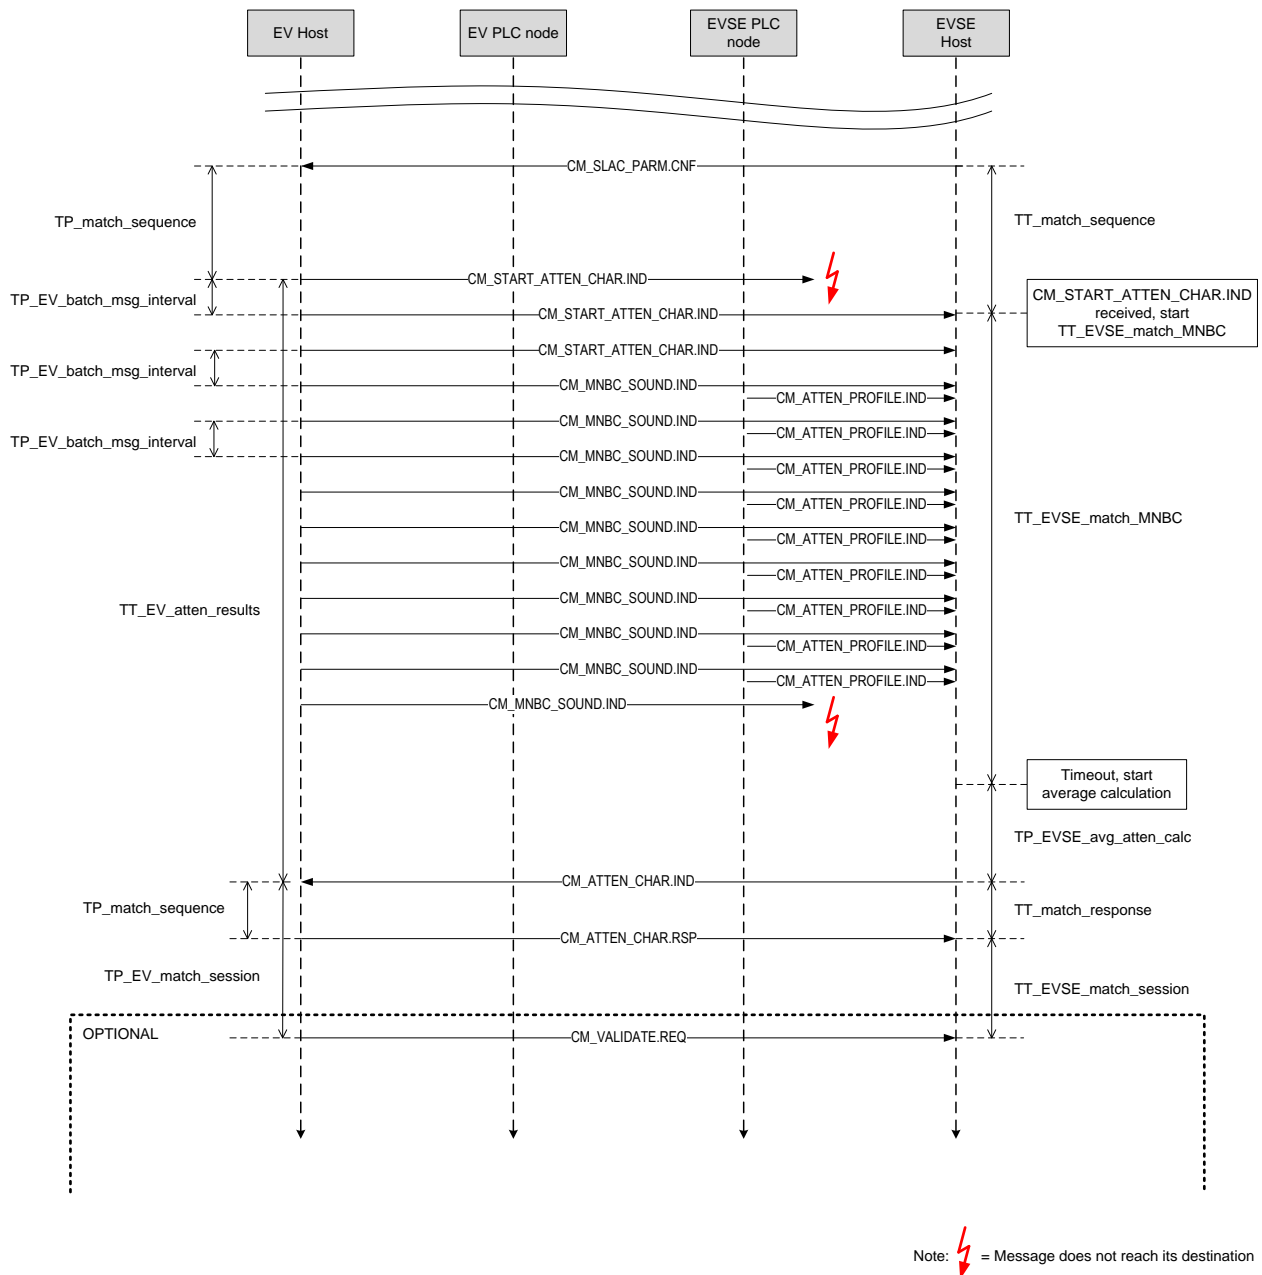 EV Host
EV PLC node
EVSE PLC
node
EVSE
Host
CM_SLAC_PARM.CNF
TP_match_sequence
TT_match_sequence
CM_START_ATTEN_CHAR.IND
TP_EV_batch_msg_interval
CM_START_ATTEN_CHAR.IND
CM_START_ATTEN_CHAR.IND
received, start
TT_EVSE_match_MNBC
CM_START_ATTEN_CHAR.IND
TP_EV_batch_msg_interval
CM_MNBC_SOUND.IND
CM_ATTEN_PROFILE.IND
CM_MNBC_SOUND.IND
CM_ATTEN_PROFILE.IND
TP_EV_batch_msg_interval
CM_MNBC_SOUND.IND
CM_ATTEN_PROFILE.IND
CM_MNBC_SOUND.IND
CM_ATTEN_PROFILE.IND
TT_EVSE_match_MNBC
CM_MNBC_SOUND.IND
CM_ATTEN_PROFILE.IND
CM_MNBC_SOUND.IND
CM_ATTEN_PROFILE.IND
CM_MNBC_SOUND.IND
CM_ATTEN_PROFILE.IND
TT_EV_atten_results
CM_MNBC_SOUND.IND
CM_ATTEN_PROFILE.IND
CM_MNBC_SOUND.IND
CM_ATTEN_PROFILE.IND
CM_MNBC_SOUND.IND
Timeout, start
average calculation
TP_EVSE_avg_atten_calc
CM_ATTEN_CHAR.IND
TP_match_sequence
TT_match_response
CM_ATTEN_CHAR.RSP
TP_EV_match_session
TT_EVSE_match_session
OPTIONAL
CM_VALIDATE.REQ
Note: = Message does not reach its destination